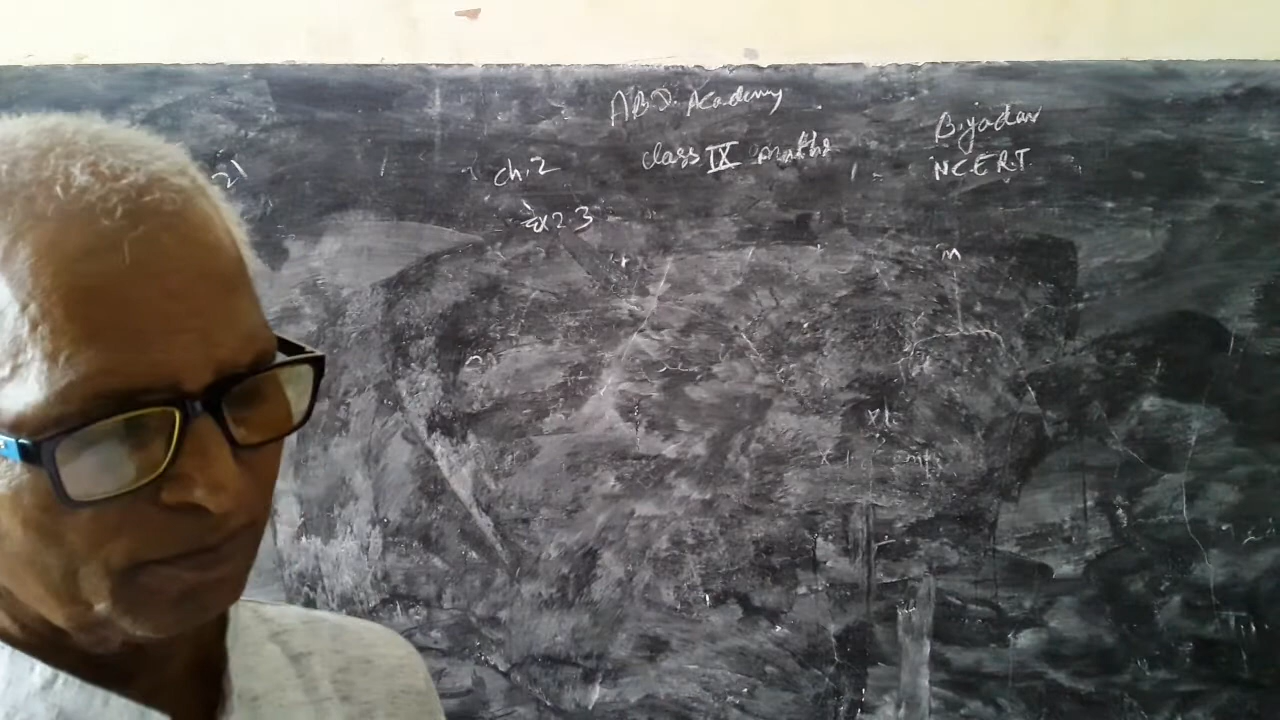 ABD. Academy
B. yadav
class IX maths
NCERT
ch. 2
Ex 2.3